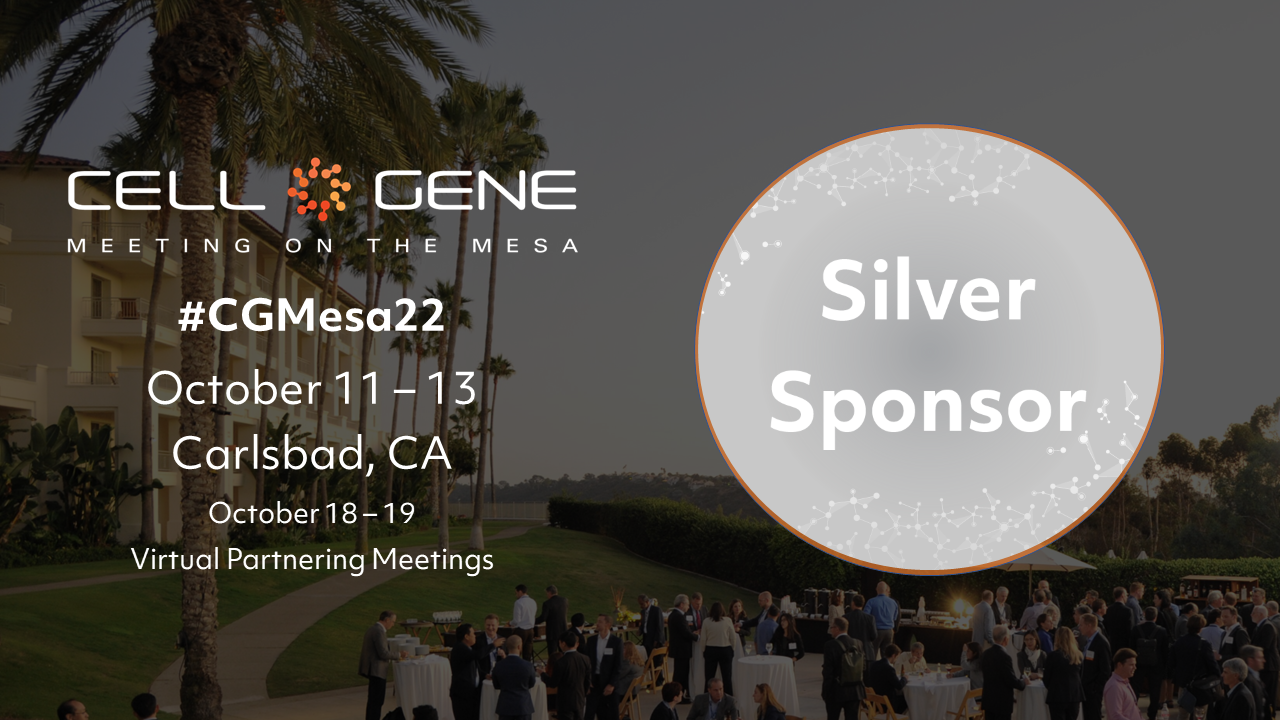 CELL GENE
MEETING ON THE MESA
#CGMesa22
October 11 – 13
Carlsbad, CA
October 18 – 19
Virtual Partnering Meetings
Silver
Sponsor